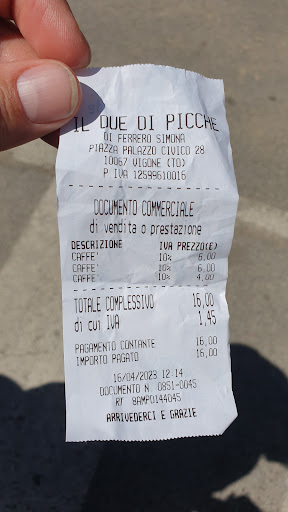 IL DUE DI PICCHE
DI FERRERO SIMONA
PIAZZA PALAZZO CIVICO 28
10067 VIGONE (TO)
P IVA 12599610016
DOCUMENTO COMMERCIALE
di vendita o prestazione
DESCRIZIONE IVA PREZZO(E)
CAFFE' 10% 6,00
CAFFE' 10% 6,00
CAFFE' 10% 4,00
TOTALE COMPLESSIVO 16,00
di cui IVA 1,45
PAGAMENTO CONTANTE 16,00
IMPORTO PAGATO 16,00
16/04/2023 12:14
DOCUMENTO N 0851-0045
RT 8AMPD144045
ARRIVEDERCI E GRAZIE